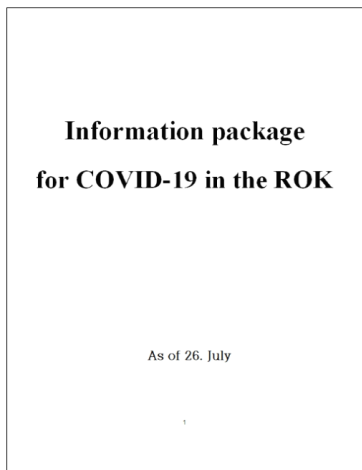 Information package
for COVID-19 in the ROK
As of 26. July
1